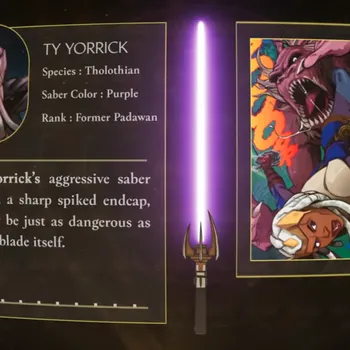 TY YORRICK
Species : Tholothian
Saber Color : Purple
Rank : Former Padawan
orrick's aggressive saber
a sharp spiked endcap,
be just as dangerous as
blade itself.